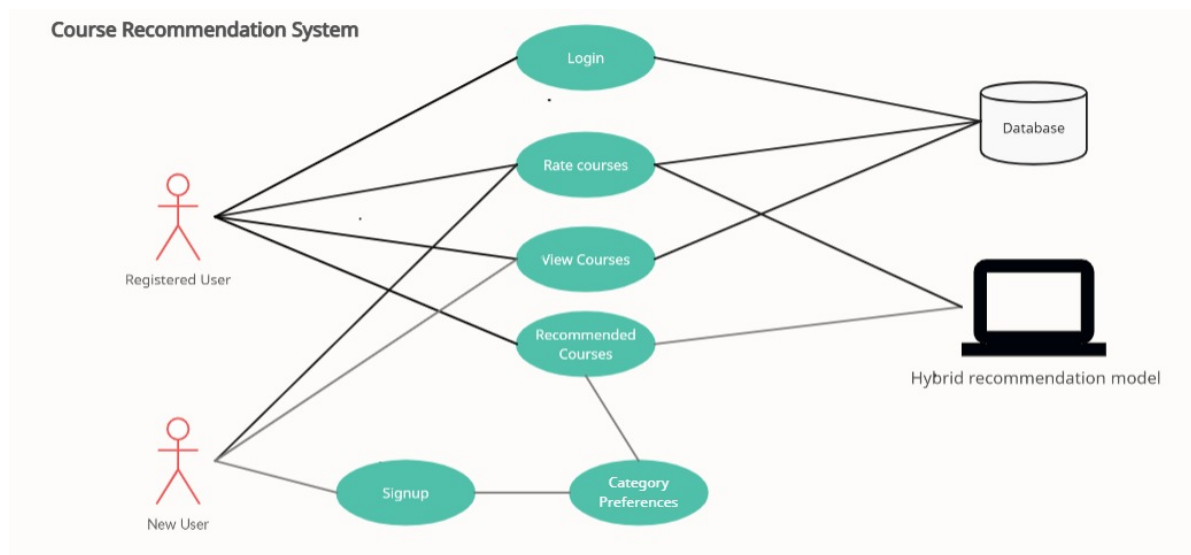 Course Recommendation System
Login
Rate courses
Database
View Courses
Registered User
Recommended
Courses
Hybrid recommendation model
Signup
Category
Preferences
New User